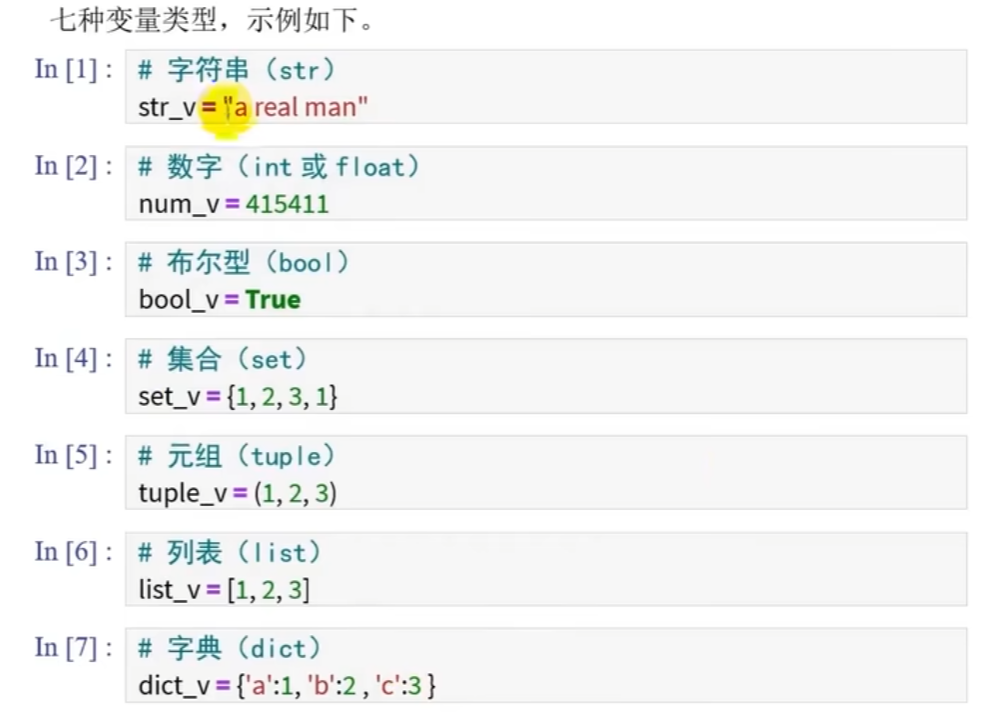 七种变量类型，示例如下。
In [1] :
# 字符串（str）
str_v = "a real man"
In [2] :
# 数字（int 或 float）
num_v = 415411
In [3] :
# 布尔型（bool）
bool_v = True
In [4] :
# 集合（set）
set_v = {1, 2, 3, 1}
In [5] :
# 元组（tuple）
tuple_v = (1, 2, 3)
In [6] :
# 列表（list）
list_v = [1, 2, 3]
In [7] :
# 字典（dict）
dict_v = {'a':1, 'b':2 , 'c':3 }